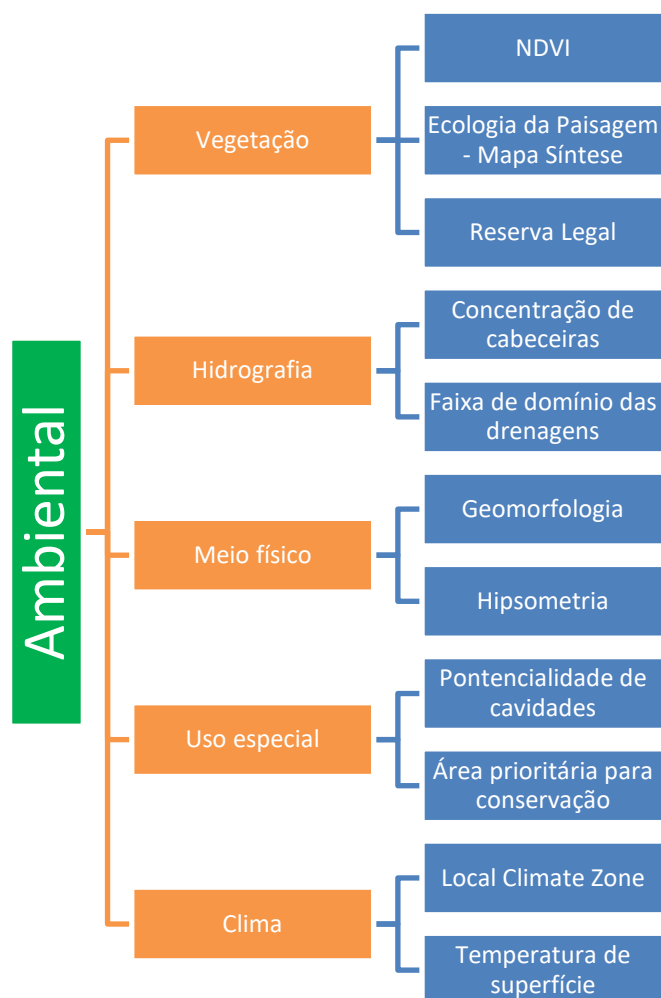 Ambiental
Vegetação
NDVI
Ecologia da Paisagem
- Mapa Síntese
Reserva Legal
Hidrografia
Concentração de
cabeceiras
Faixa de domínio das
drenagens
Meio físico
Geomorfologia
Hipsometria
Uso especial
Pontencialidade de
cavidades
Área prioritária para
conservação
Clima
Local Climate Zone
Temperatura de
superfície